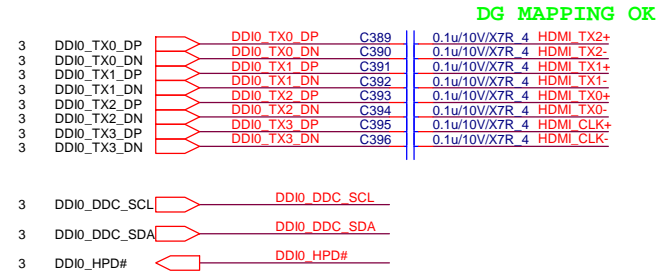 DG MAPPING OK
3 DDI0_TX0_DP DDI0_TX0_DP C389 0.1u/10V/X7R_4 HDMI_TX2+
3 DDI0_TX0_DN DDI0_TX0_DN C390 0.1u/10V/X7R_4 HDMI_TX2-
3 DDI0_TX1_DP DDI0_TX1_DP C391 0.1u/10V/X7R_4 HDMI_TX1+
3 DDI0_TX1_DN DDI0_TX1_DN C392 0.1u/10V/X7R_4 HDMI_TX1-
3 DDI0_TX2_DP DDI0_TX2_DP C393 0.1u/10V/X7R_4 HDMI_TX0+
3 DDI0_TX2_DN DDI0_TX2_DN C394 0.1u/10V/X7R_4 HDMI_TX0-
3 DDI0_TX3_DP DDI0_TX3_DP C395 0.1u/10V/X7R_4 HDMI_CLK+
3 DDI0_TX3_DN DDI0_TX3_DN C396 0.1u/10V/X7R_4 HDMI_CLK-
3 DDI0_DDC_SCL DDI0_DDC_SCL
3 DDI0_DDC_SDA DDI0_DDC_SDA
3 DDI0_HPD# DDI0_HPD#